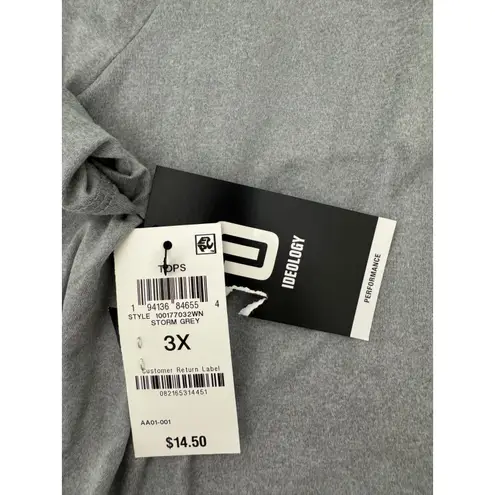 TOPS
1 94136 84655 4
STYLE 100177032WN
STORM GREY
3X
Customer Return Label
082165314451
AA01-001
$14.50
IDEOLOGY
PERFORMANCE